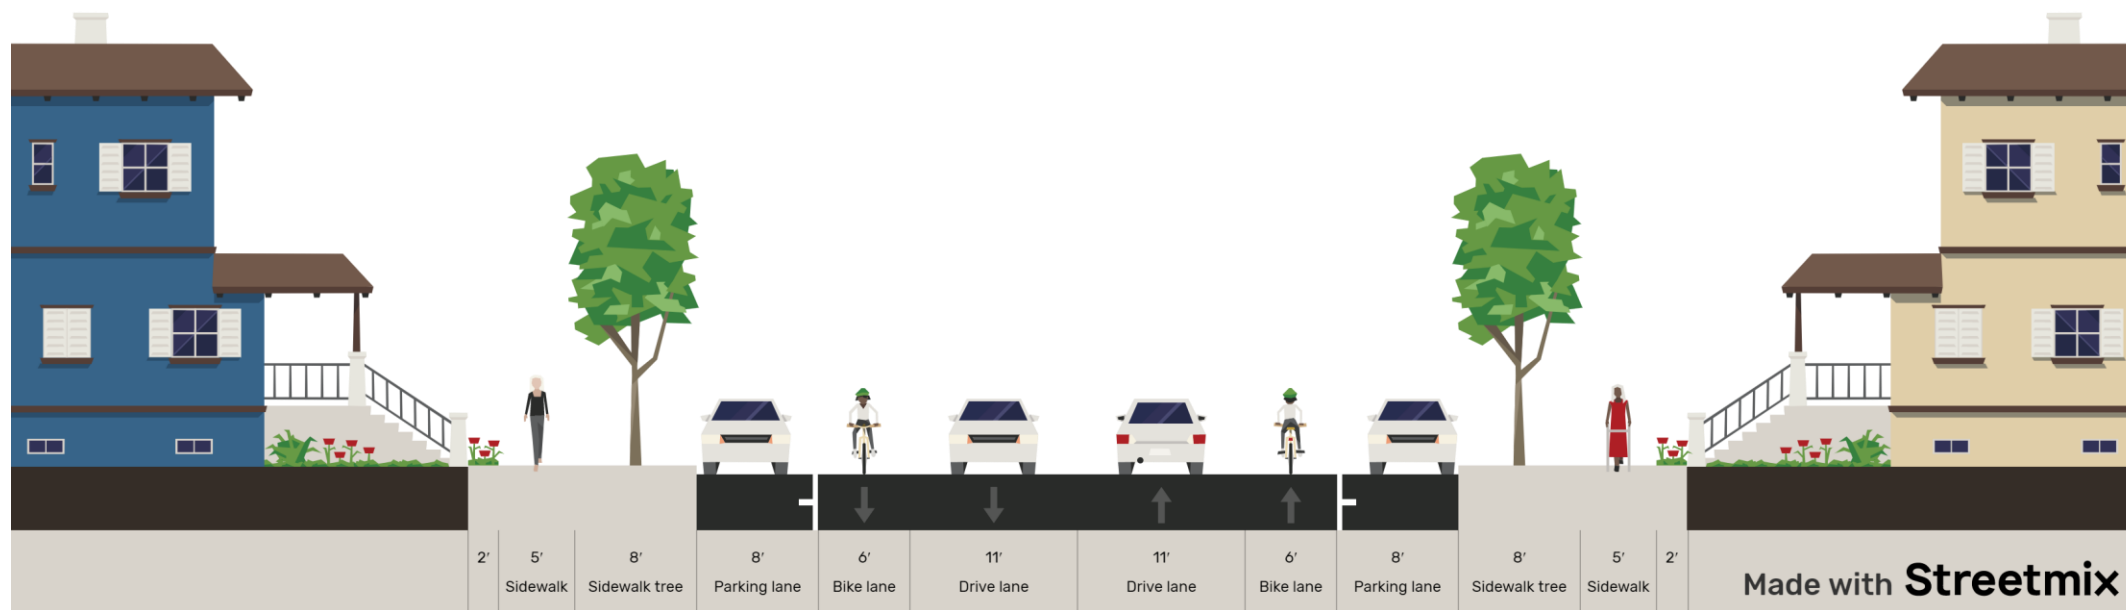 2′ 5′ 8′ 8′ 6′ 11′ 11′ 6′ 8′ 8′ 5′ 2′
Sidewalk Sidewalk tree Parking lane Bike lane Drive lane Drive lane Bike lane Parking lane Sidewalk tree Sidewalk
Made with Streetmix